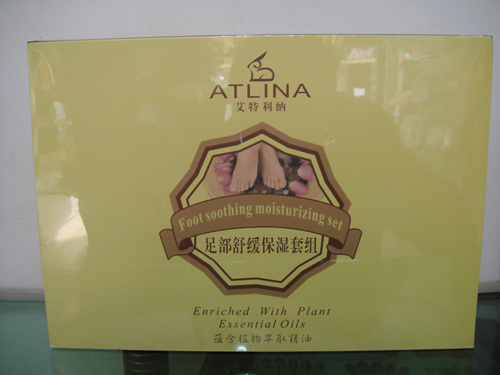 ATLINA
艾特利纳
Foot soothing moisturizing set
足部舒缓保湿套组
Enriched With Plant
Essential Oils
蕴含植物萃取精油